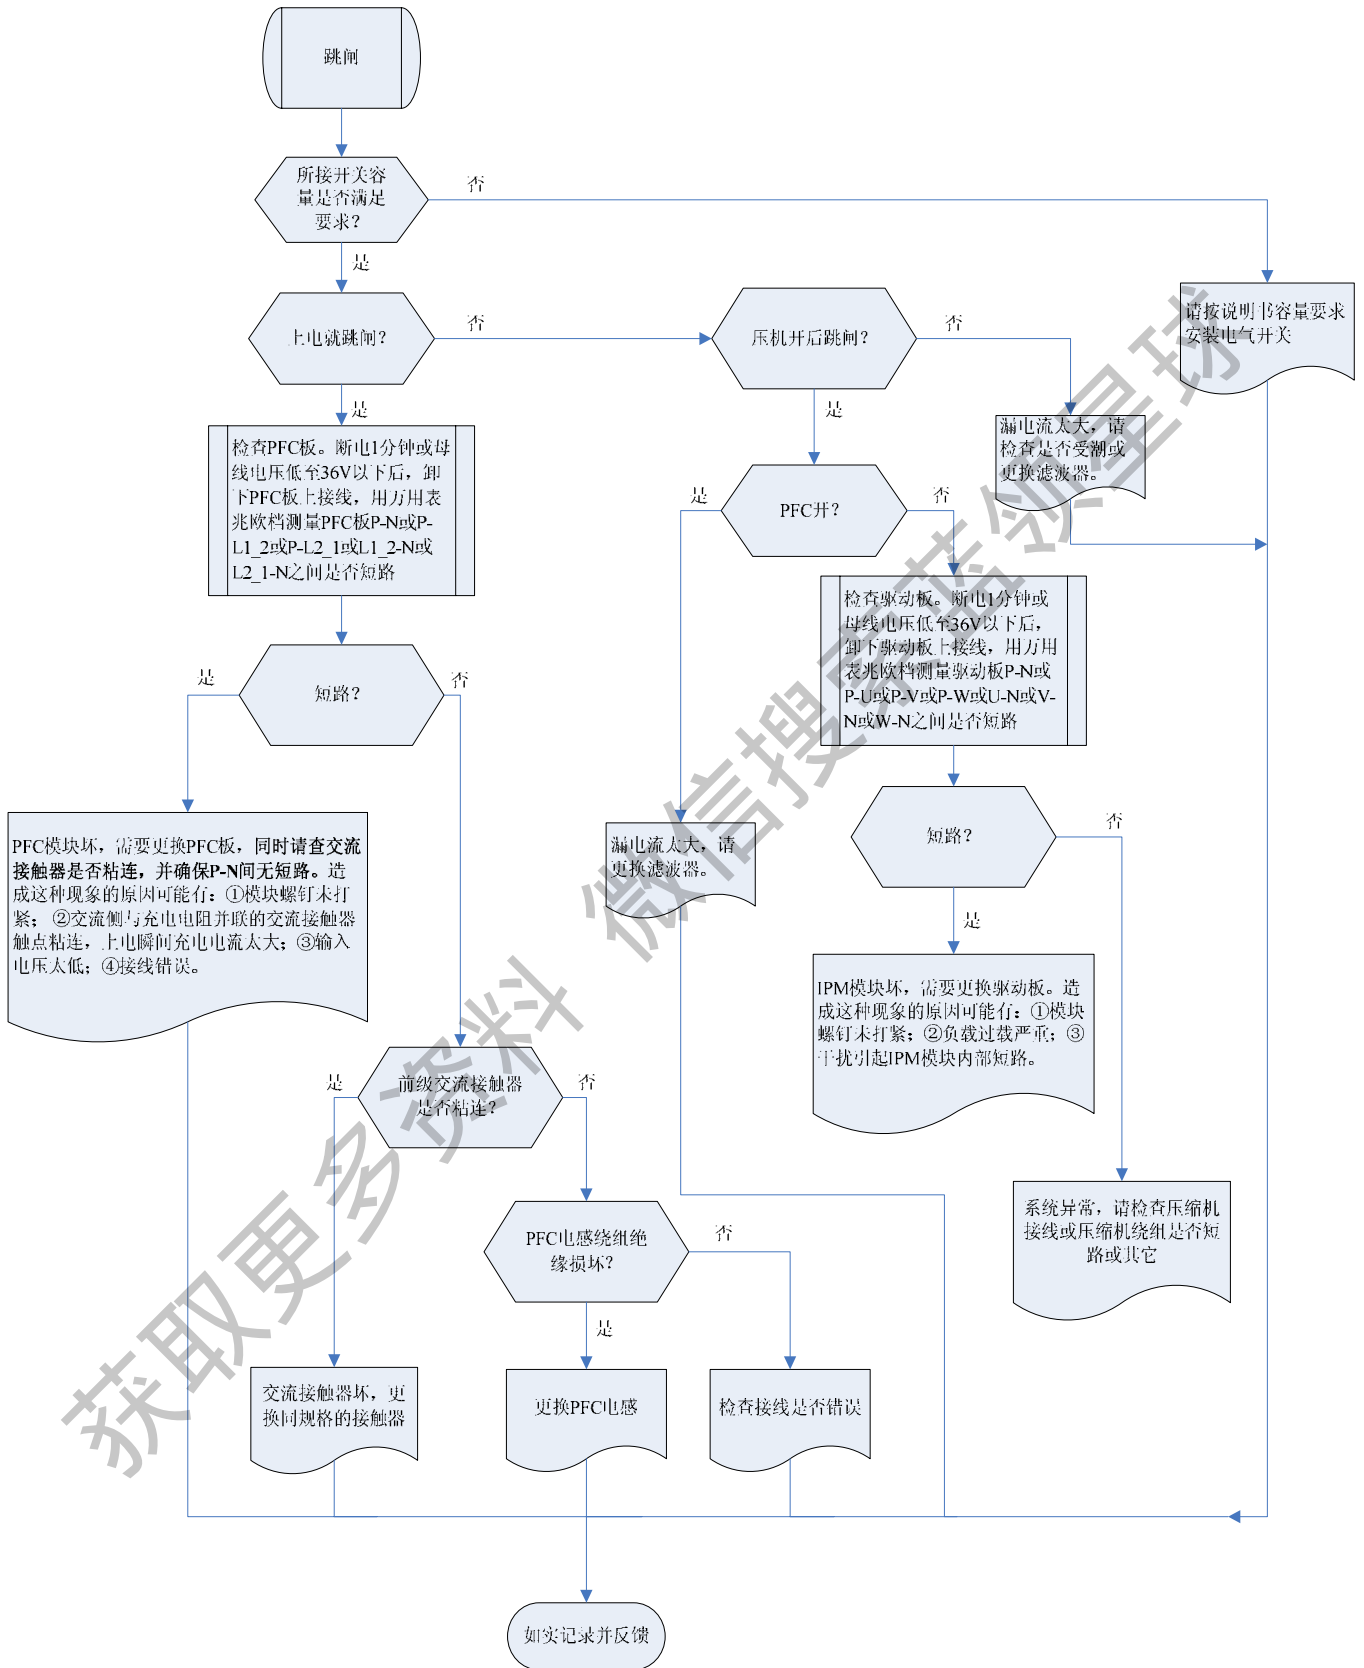 跳闸
所接开关容
量是否满足
要求?
否
是
请按说明书容量要求
安装电气开关
上电就跳闸?
否
压机开后跳闸?
否
是
是
漏电流太大，请
检查是否受潮或
更换滤波器。
检查PFC板。断电1分钟或母
线电压低至36V以下后，卸
下PFC板上接线，用万用表
兆欧档测量PFC板P-N或P-
L1_2或P-L2_1或L1_2-N或
L2_1-N之间是否短路
是
PFC开?
否
检查驱动板。断电1分钟或
母线电压低至36V以下后，
卸下驱动板上接线，用万用
表兆欧档测量驱动板P-N或
P-U或P-V或P-W或U-N或V-
N或W-N之间是否短路
是
短路?
否
短路?
否
是
漏电流太大，请
更换滤波器。
PFC模块坏，需要更换PFC板，同时请查交流
接触器是否粘连，并确保P-N间无短路。造
成这种现象的原因可能有：①模块螺钉未打
紧；②交流侧与充电电阻并联的交流接触器
触点粘连，上电瞬间充电电流太大；③输入
电压太低；④接线错误。
IPM模块坏，需要更换驱动板。造
成这种现象的原因可能有：①模块
螺钉未打紧；②负载过载严重；③
干扰引起IPM模块内部短路。
是
前级交流接触器
是否粘连?
否
系统异常，请检查压缩机
接线或压缩机绕组是否短
路或其它
PFC电感绕组绝
缘损坏?
否
是
交流接触器坏，更
换同规格的接触器
更换PFC电感
检查接线是否错误
如实记录并反馈
获取更多资料 微信搜索蓝领星球